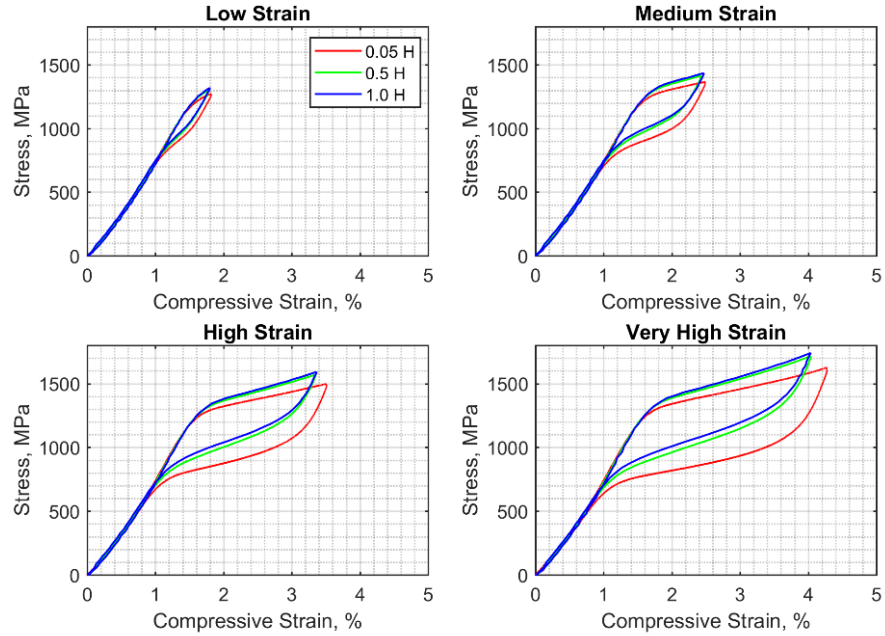 Low Strain
Stress, MPa
1500
1000
500
0
0.05 H
0.5 H
1.0 H
0 1 2 3 4 5
Compressive Strain, %
Medium Strain
Stress, MPa
1500
1000
500
0
0 1 2 3 4 5
Compressive Strain, %
High Strain
Stress, MPa
1500
1000
500
0
0 1 2 3 4 5
Compressive Strain, %
Very High Strain
Stress, MPa
1500
1000
500
0
0 1 2 3 4 5
Compressive Strain, %